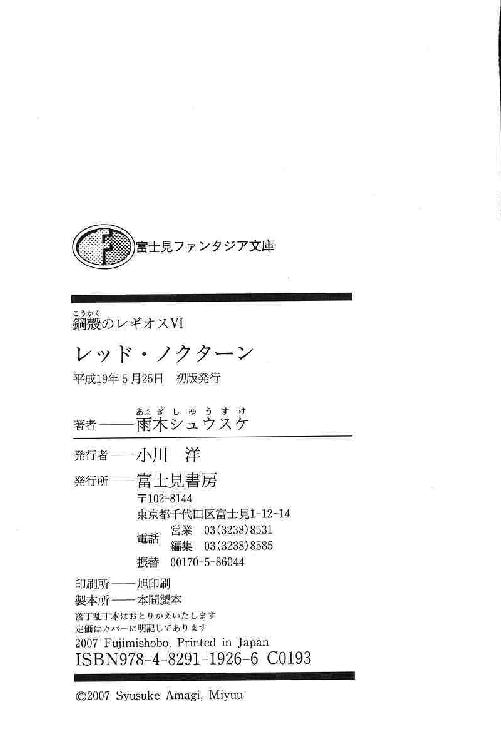 富士見ファンタジア文庫
こうかく
鋼殻のレギオスVI
レッド・ノクターン
平成19年5月25日 初版発行
あまぎしゅうすけ
著者――雨木シュウスケ
発行者――小川 洋
発行所――富士見書房
〒102-8144
東京都千代田区富士見1-12-14
電話 営業 03(3238)8531
編集 03(3238)8585
振替 00170-5-86044
印刷所――旭印刷
製本所――本間製本
落丁乱丁本はおとりかえいたします
定価はカバーに明記してあります
2007 Fujimishobo, Printed in Japan
ISBN978-4-8291-1926-6 C0193
©2007 Syusuke Amagi, Miyuu